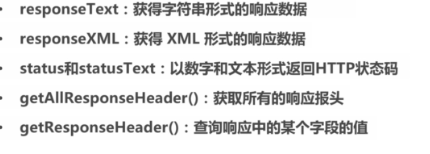 • responseText：获得字符串形式的响应数据
• responseXML：获得 XML 形式的响应数据
• status和statusText：以数字和文本形式返回HTTP状态码
• getAllResponseHeader()：获取所有的响应报头
• getResponseHeader()：查询响应中的某个字段的值